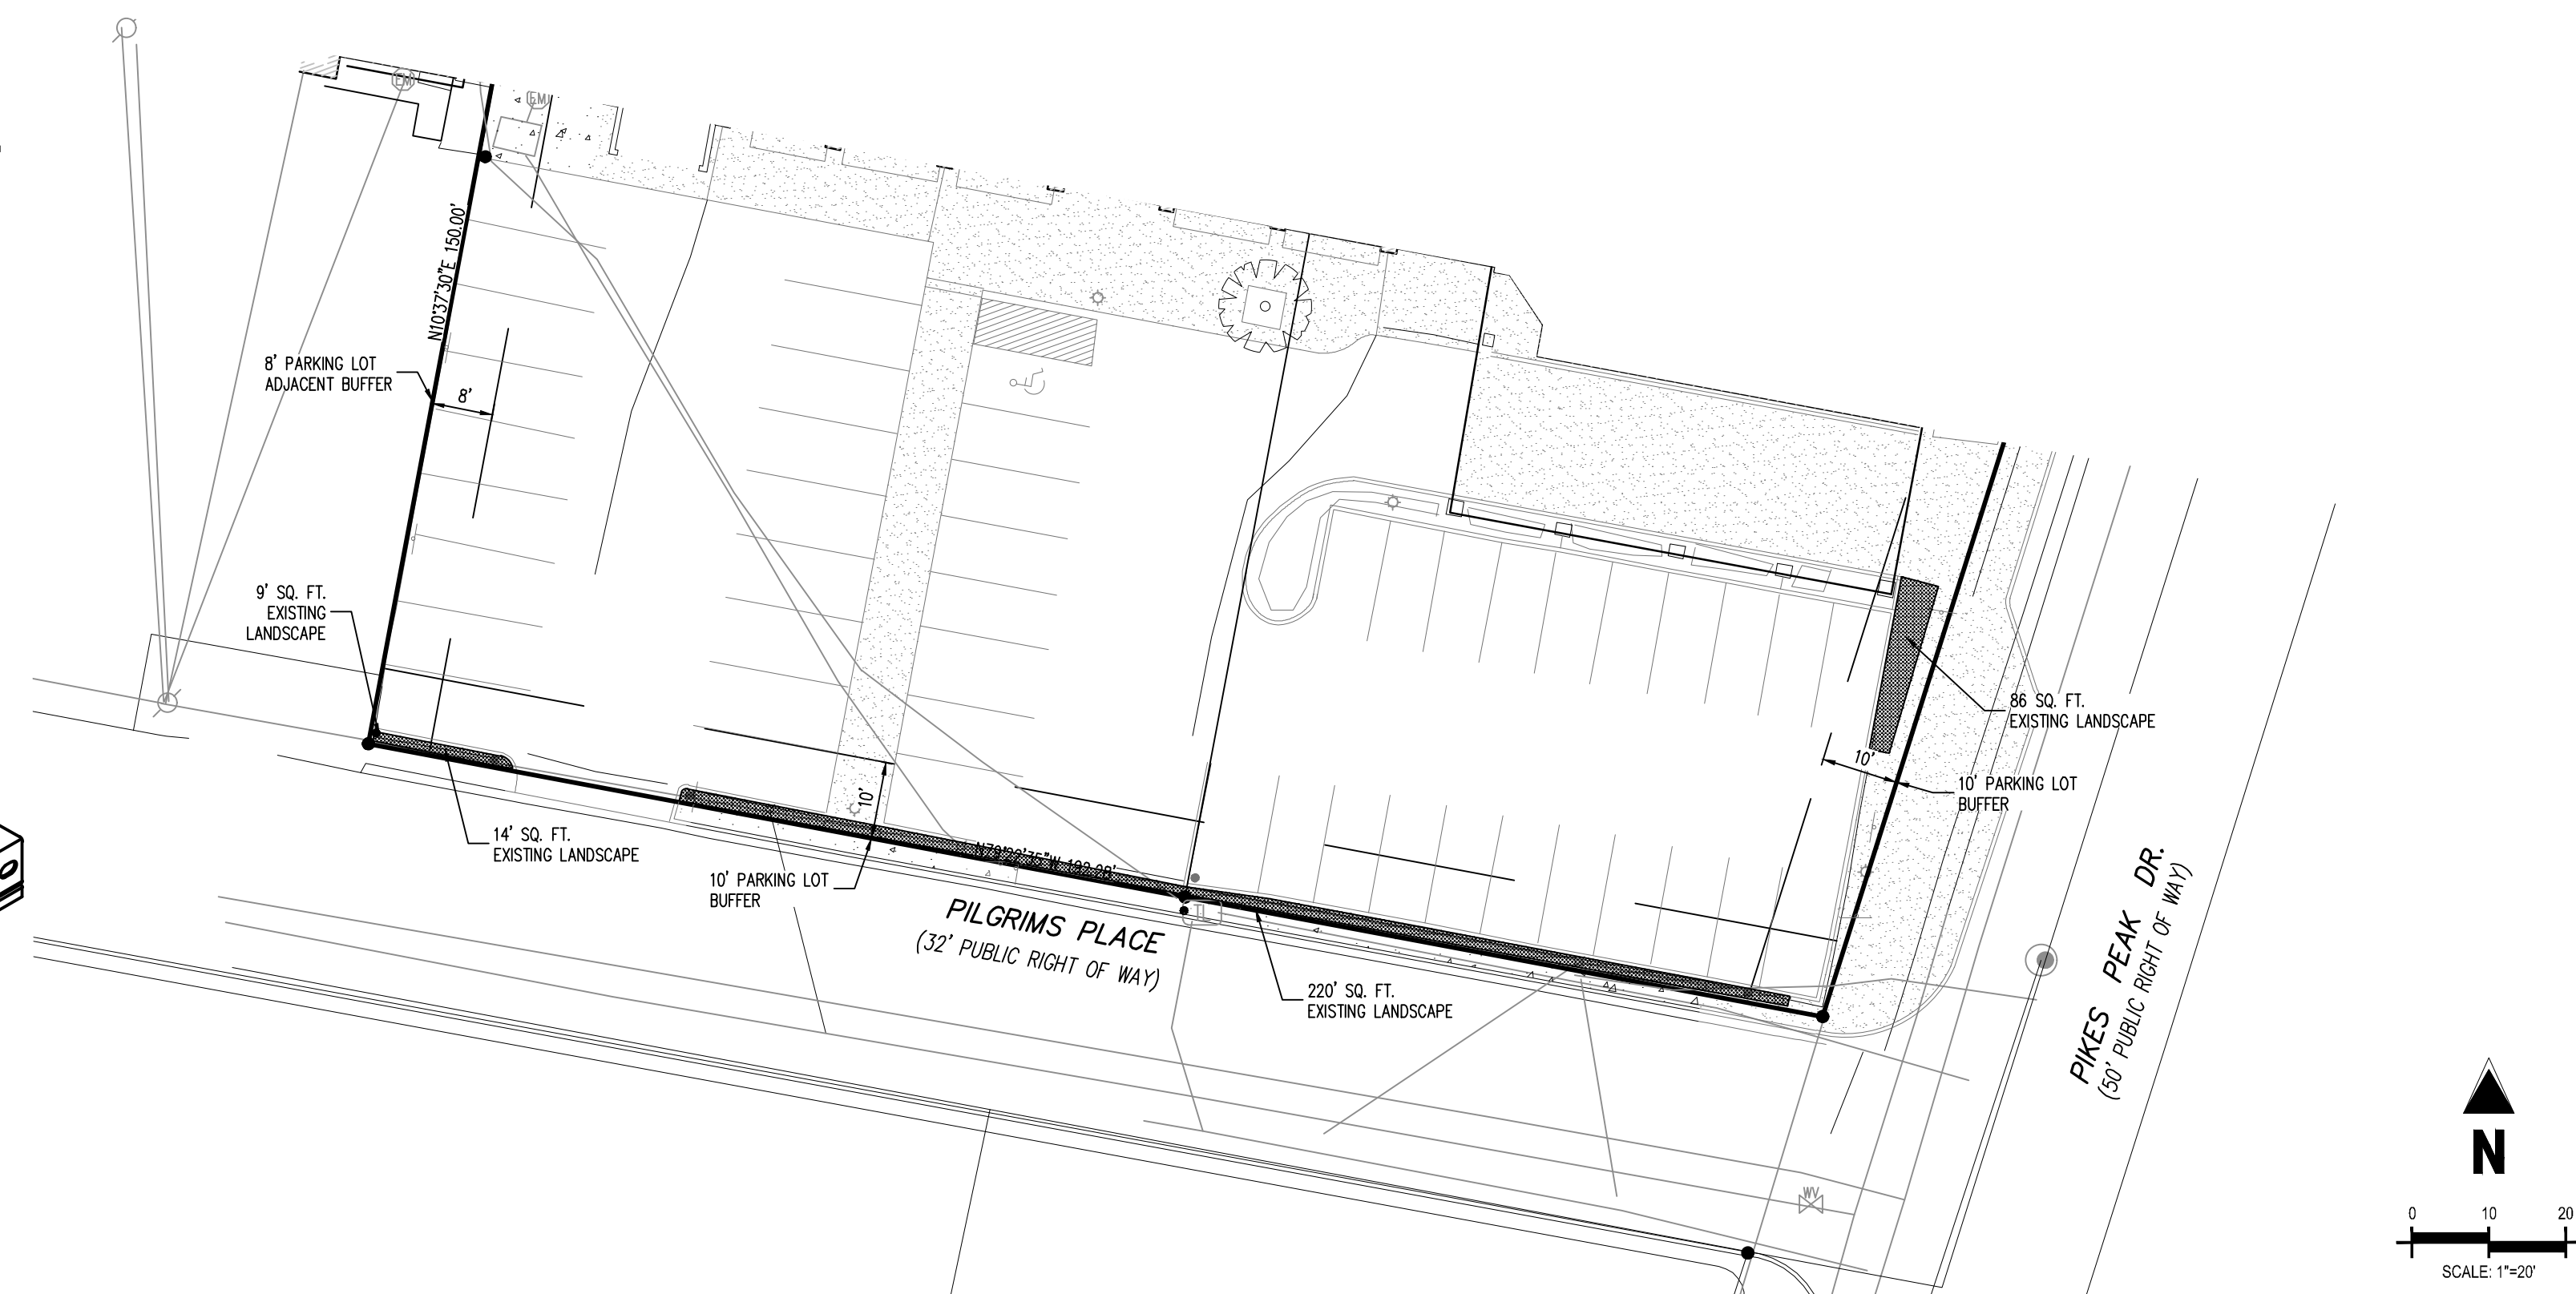 EM
EM
N10°37'30"E 150.00'
8' PARKING LOT
ADJACENT BUFFER
8'
9' SQ. FT.
EXISTING
LANDSCAPE
14' SQ. FT.
EXISTING LANDSCAPE
10'
10' PARKING LOT
BUFFER
PILGRIMS PLACE
(32' PUBLIC RIGHT OF WAY)
220' SQ. FT.
EXISTING LANDSCAPE
86 SQ. FT.
EXISTING LANDSCAPE
10'
10' PARKING LOT
BUFFER
PIKES PEAK DR.
(50' PUBLIC RIGHT OF WAY)
WV
N
0 10 20
SCALE: 1"=20'